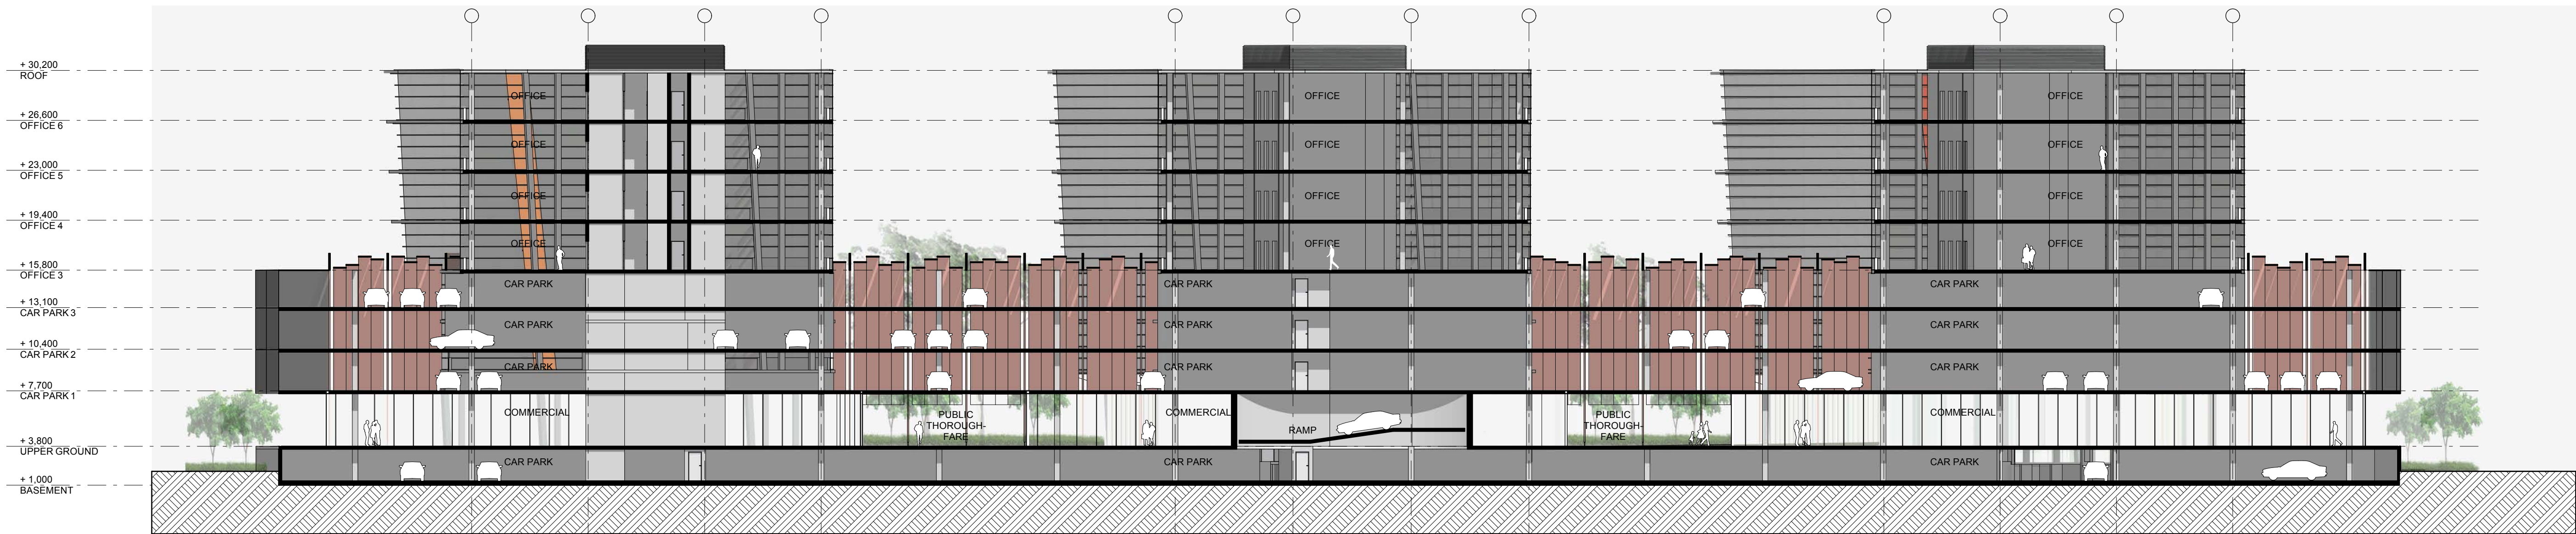 + 30,200
ROOF
OFFICE OFFICE OFFICE
+ 26,600
OFFICE 6
OFFICE OFFICE OFFICE
+ 23,000
OFFICE 5
OFFICE OFFICE OFFICE
+ 19,400
OFFICE 4
OFFICE OFFICE OFFICE
+ 15,800
OFFICE 3
CAR PARK CAR PARK CAR PARK
+ 13,100
CAR PARK 3
CAR PARK CAR PARK CAR PARK
+ 10,400
CAR PARK 2
CAR PARK CAR PARK CAR PARK
+ 7,700
CAR PARK 1
COMMERCIAL
PUBLIC
THOROUGH-
FARE
COMMERCIAL
RAMP
PUBLIC
THOROUGH-
FARE
COMMERCIAL
+ 3,800
UPPER GROUND
CAR PARK CAR PARK CAR PARK
+ 1,000
BASEMENT